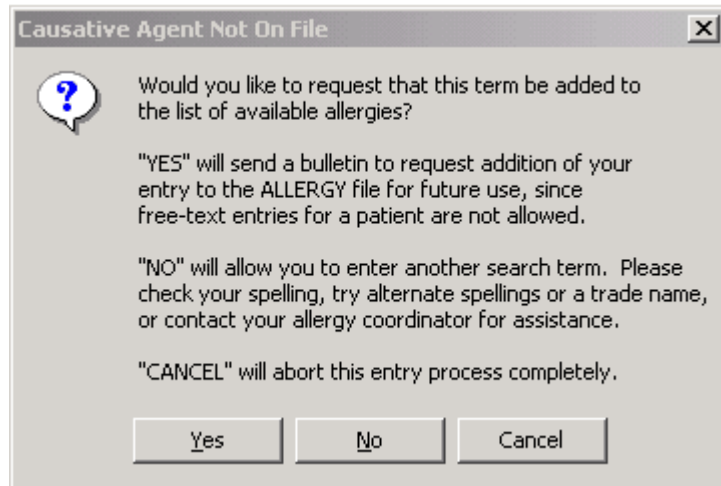 Causative Agent Not On File
Would you like to request that this term be added to
the list of available allergies?
"YES" will send a bulletin to request addition of your
entry to the ALLERGY file for future use, since
free-text entries for a patient are not allowed.
"NO" will allow you to enter another search term.  Please
check your spelling, try alternate spellings or a trade name,
or contact your allergy coordinator for assistance.
"CANCEL" will abort this entry process completely.
Yes No Cancel